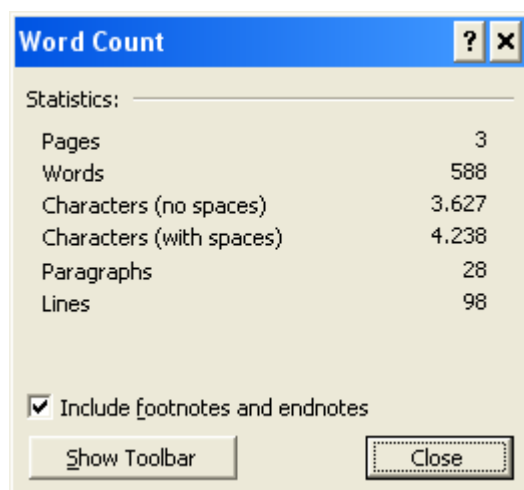 Word Count
Statistics:
Pages 3
Words 588
Characters (no spaces) 3.627
Characters (with spaces) 4.238
Paragraphs 28
Lines 98
Include footnotes and endnotes
Show Toolbar Close